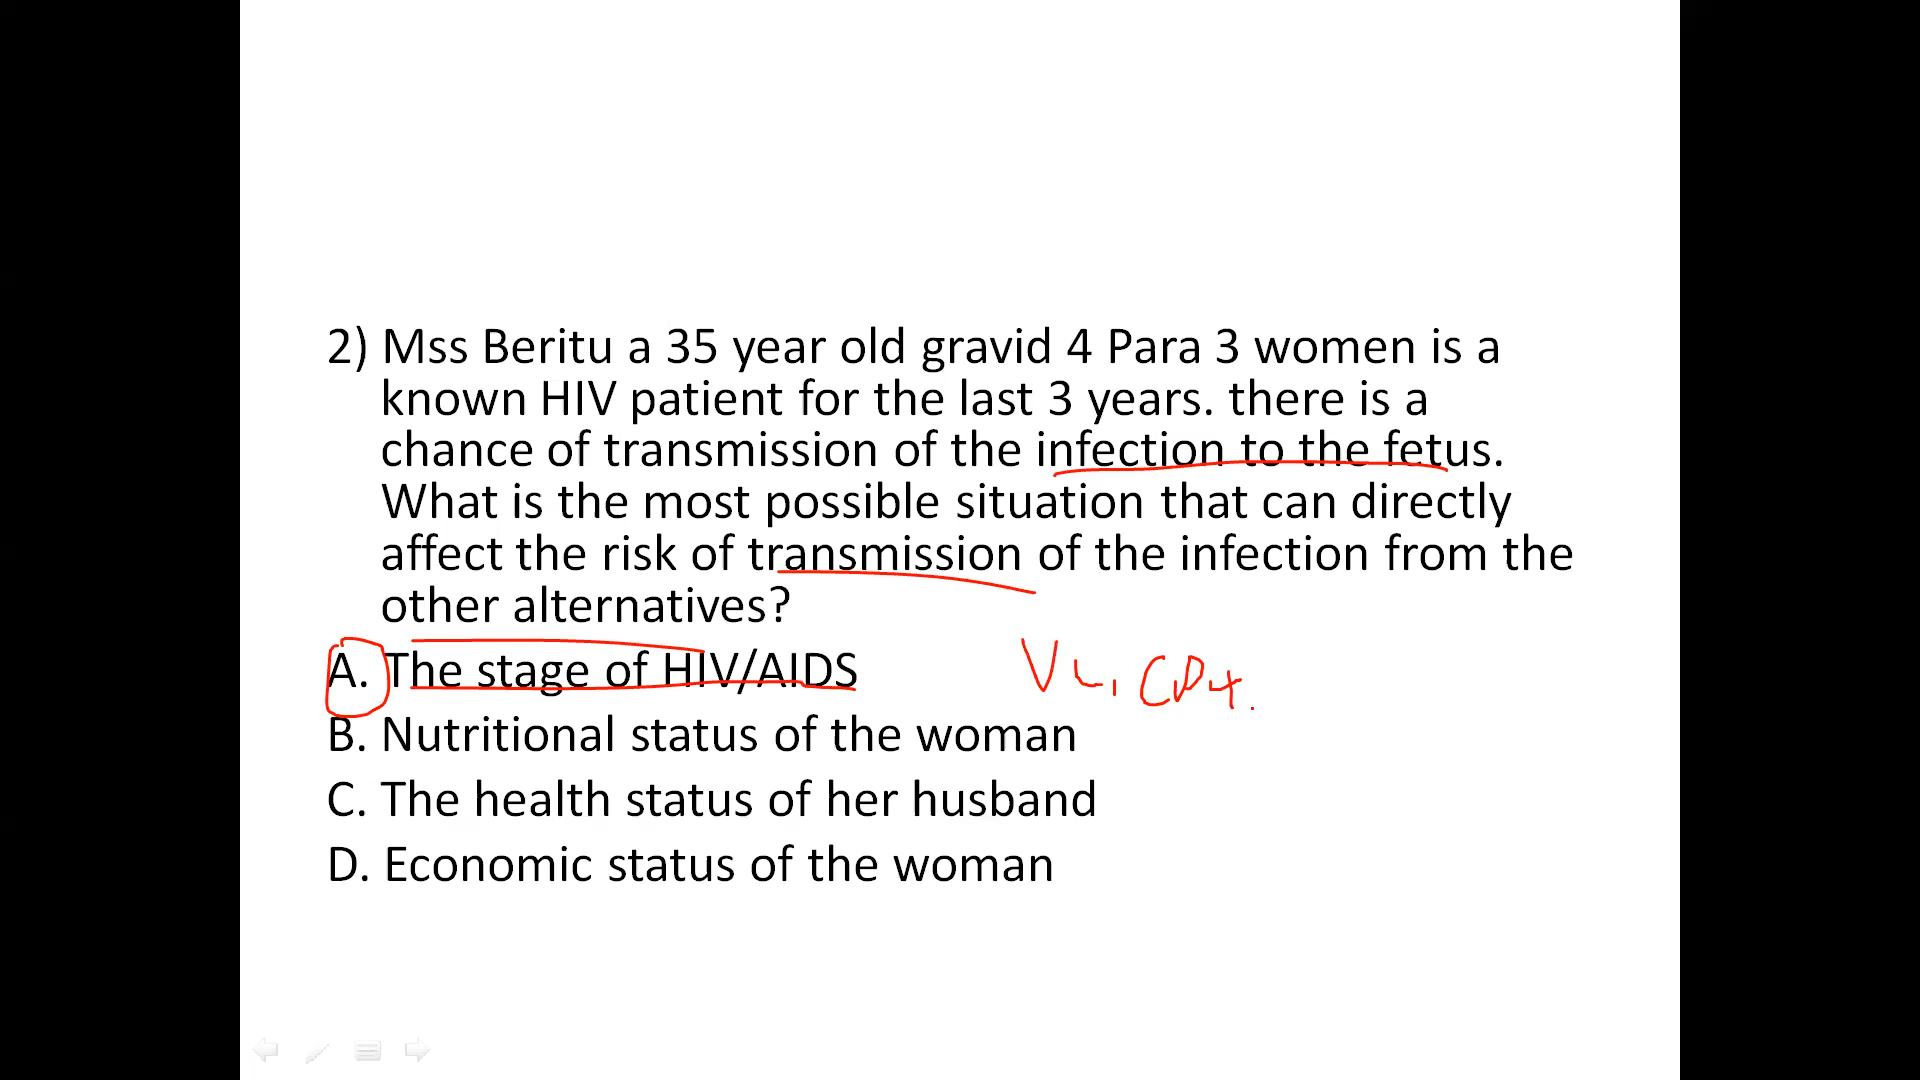 2) Mss Beritu a 35 year old gravid 4 Para 3 women is a
known HIV patient for the last 3 years. there is a
chance of transmission of the infection to the fetus.
What is the most possible situation that can directly
affect the risk of transmission of the infection from the
other alternatives?
A. The stage of HIV/AIDS
VL, CD4.
B. Nutritional status of the woman
C. The health status of her husband
D. Economic status of the woman